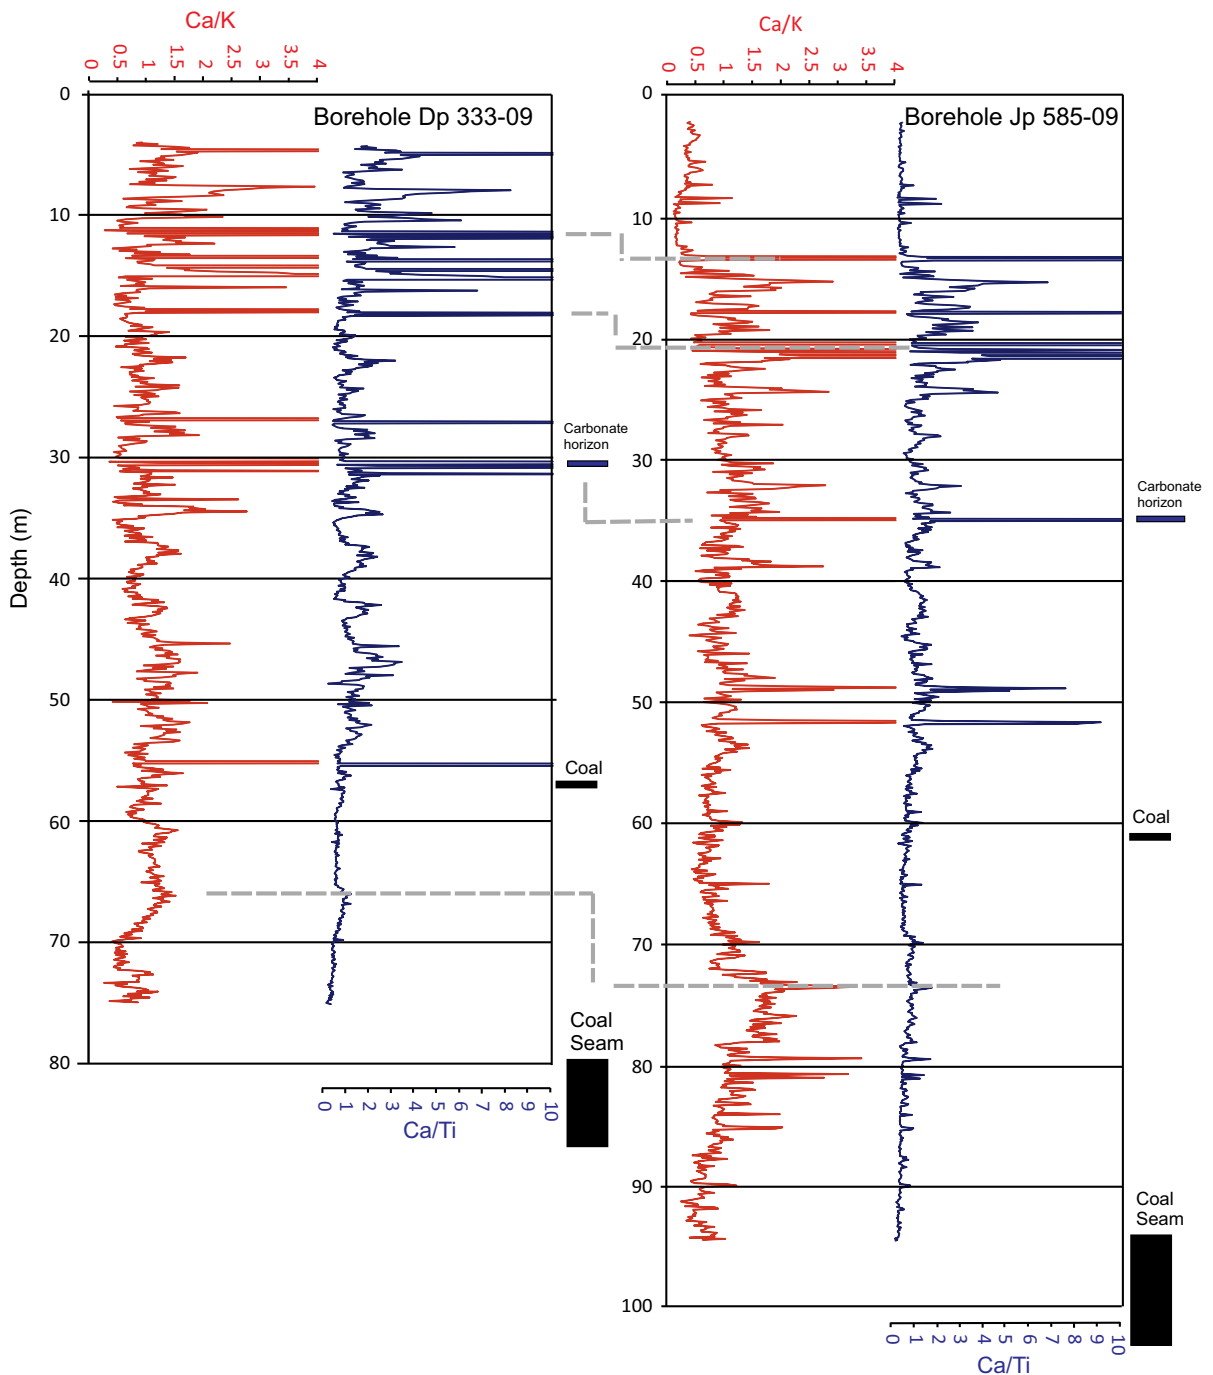 Ca/K
0 0.5 1 1.5 2 2.5 3 3.5 4
Borehole Dp 333-09
0
10
20
30
40
50
60
70
80
Depth (m)
Carbonate
horizon
Coal
Coal
Seam
0 1 2 3 4 5 6 7 8 9 10
Ca/Ti
Ca/K
0 0.5 1 1.5 2 2.5 3 3.5 4
Borehole Jp 585-09
0
10
20
30
40
50
60
70
80
90
100
Carbonate
horizon
Coal
Coal
Seam
0 1 2 3 4 5 6 7 8 9 10
Ca/Ti